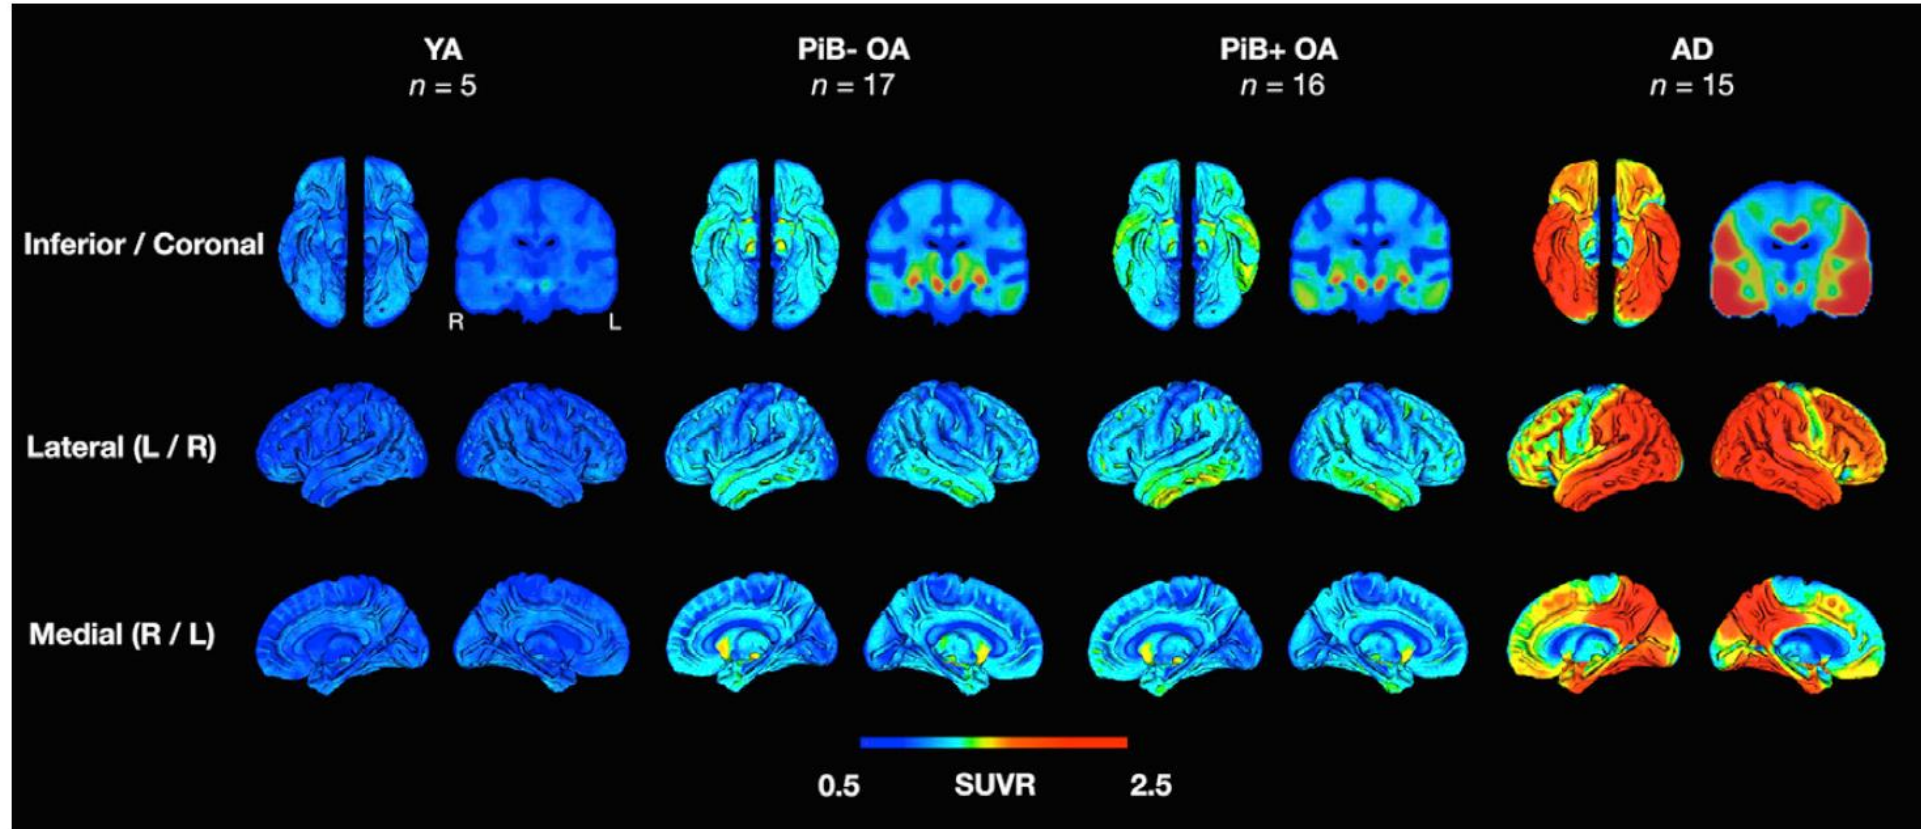 YA
n = 5
PiB- OA
n = 17
PiB+ OA
n = 16
AD
n = 15
Inferior / Coronal
R
L
Lateral (L / R)
Medial (R / L)
0.5
SUVR
2.5